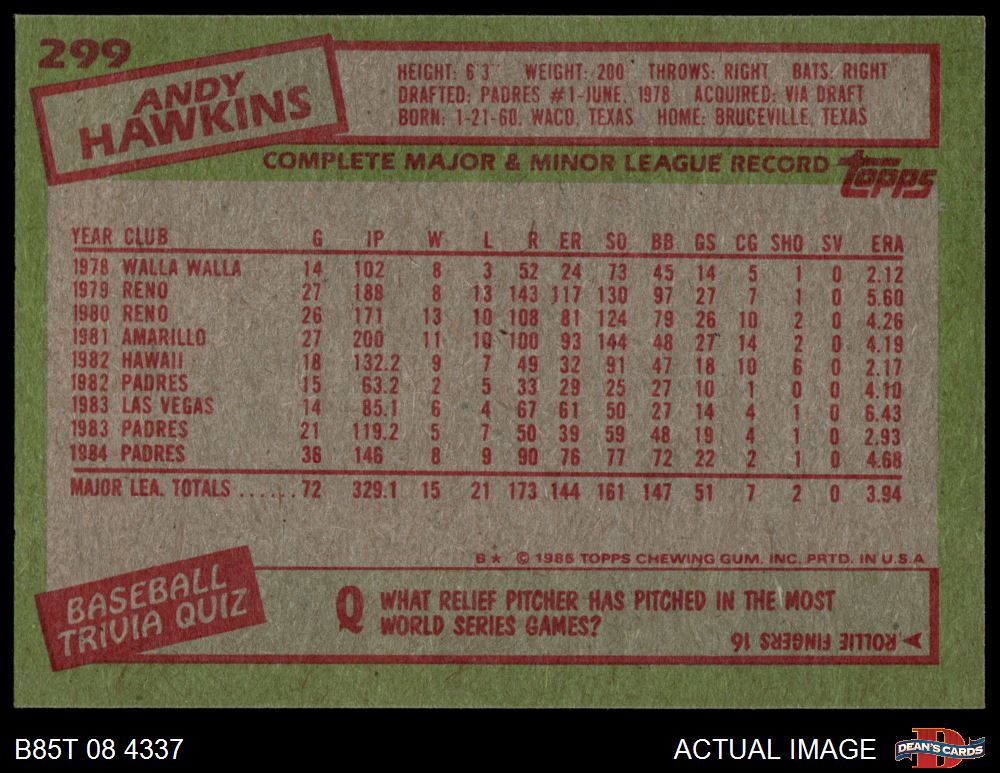 299
ANDY
HAWKINS
HEIGHT: 6'3" WEIGHT: 200 THROWS: RIGHT BATS: RIGHT
DRAFTED: PADRES #1-JUNE, 1978 ACQUIRED: VIA DRAFT
BORN: 1-21-60, WACO, TEXAS HOME: BRUCEVILLE, TEXAS
COMPLETE MAJOR & MINOR LEAGUE RECORD topps
YEAR CLUB G IP W L R ER SO BB GS CG SHO SV ERA
1978 WALLA WALLA 14 102 8 3 52 24 73 45 14 5 1 0 2.12
1979 RENO 27 188 8 13 143 117 130 97 27 7 1 0 5.60
1980 RENO 26 171 13 10 108 81 124 79 26 10 2 0 4.26
1981 AMARILLO 27 200 11 10 100 93 144 48 27 14 2 0 4.19
1982 HAWAII 18 132.2 9 7 49 32 91 47 18 10 6 0 2.17
1982 PADRES 15 63.2 2 5 33 29 25 27 10 1 0 0 4.10
1983 LAS VEGAS 14 85.1 6 4 67 61 50 27 14 4 1 0 6.43
1983 PADRES 21 119.2 5 7 50 39 59 48 19 4 1 0 2.93
1984 PADRES 36 146 8 9 90 76 77 72 22 2 1 0 4.68
MAJOR LEA. TOTALS ...... 72 329.1 15 21 173 144 161 147 51 7 2 0 3.94
B★ © 1985 TOPPS CHEWING GUM, INC. PRTD. IN U.S.A
BASEBALL
TRIVIA QUIZ
Q WHAT RELIEF PITCHER HAS PITCHED IN THE MOST
WORLD SERIES GAMES?
ROLLIE FINGERS 16
B85T 08 4337
ACTUAL IMAGE
DEAN'S CARDS